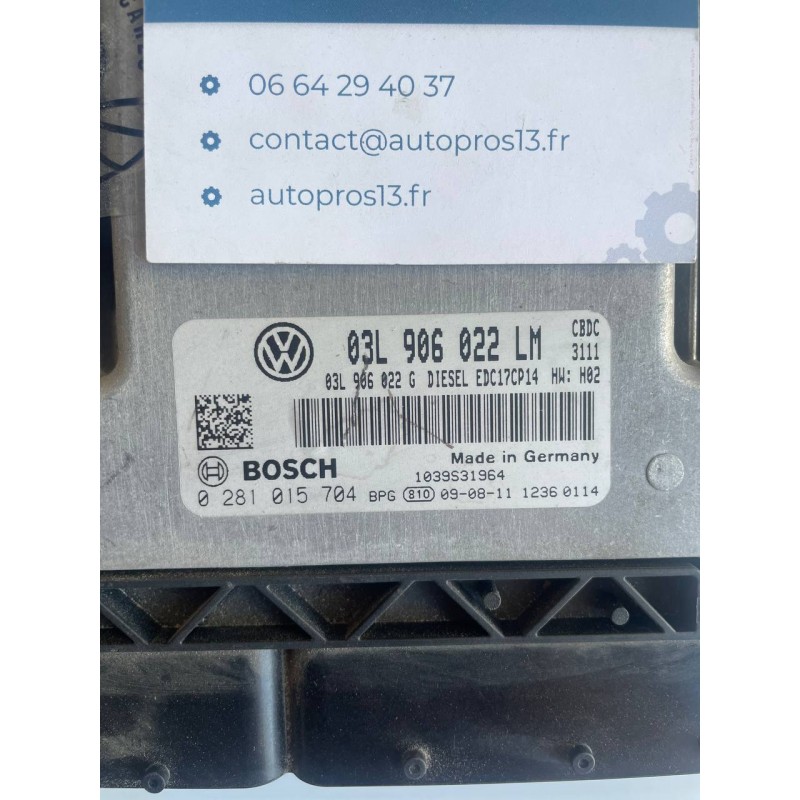 06 64 29 40 37
contact@autopros13.fr
autopros13.fr
03L 906 022 LM CBDC
3111
03L 906 022 G DIESEL EDC17CP14 HW: H02
BOSCH Made in Germany
1039S31964
0 281 015 704 BPG 810 09-08-11 1236 0114